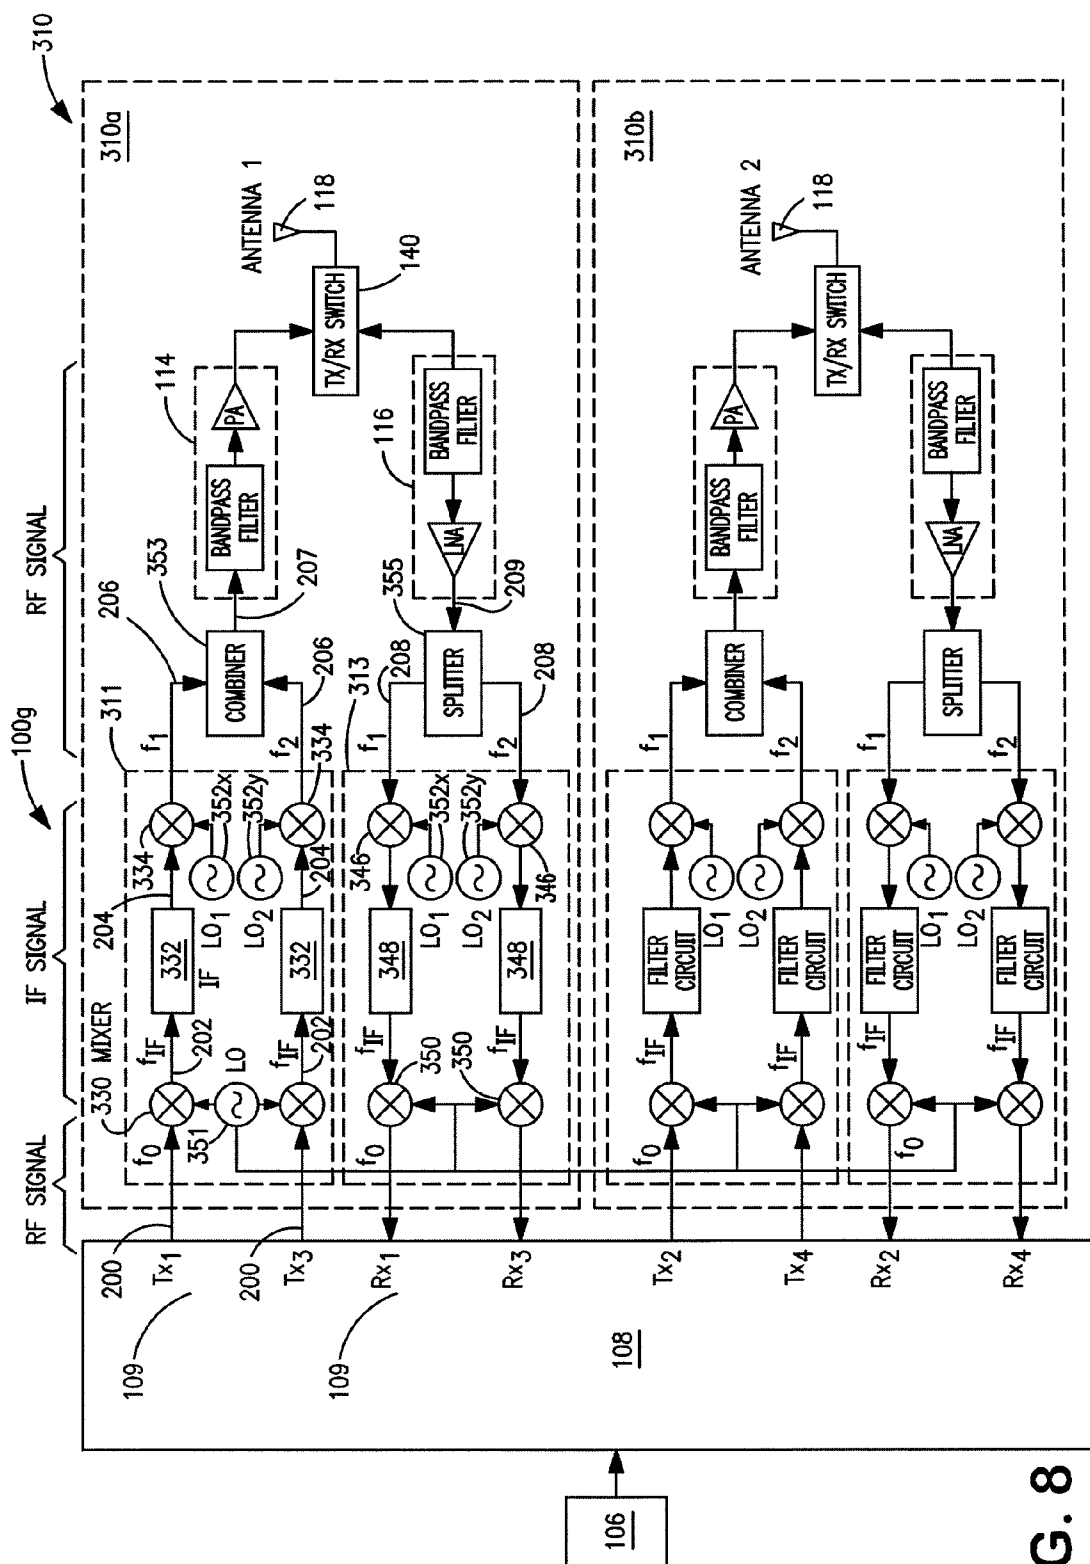 310
100g
RF SIGNAL
IF SIGNAL
RF SIGNAL
310a
311
330 MIXER
200
Tx1
f0
202
fIF
332
IF
204
334
f1
206
353
COMBINER
207
114
BANDPASS FILTER
PA
ANTENNA 1
118
TX/RX SWITCH
140
351
LO
LO1
352x
LO2
352y
200
Tx3
fIF
202
332
204
334
f2
206
109
313
Rx1
f0
350
fIF
348
346
f1
208
355
SPLITTER
209
116
LNA
BANDPASS FILTER
LO1
352x
LO2
352y
Rx3
350
fIF
348
346
f2
208
109
108
106
310b
Tx2
f0
fIF
FILTER CIRCUIT
f1
COMBINER
BANDPASS FILTER
PA
ANTENNA 2
118
TX/RX SWITCH
LO1
LO2
Tx4
fIF
FILTER CIRCUIT
f2
Rx2
f0
fIF
FILTER CIRCUIT
f1
SPLITTER
LNA
BANDPASS FILTER
LO1
LO2
Rx4
fIF
FILTER CIRCUIT
f2
G. 8